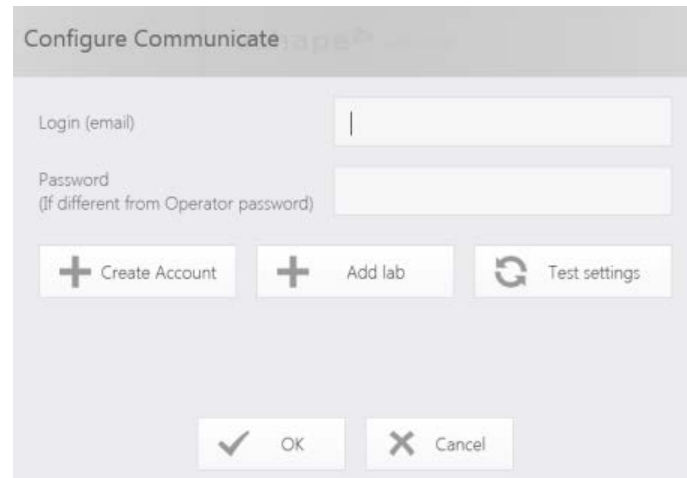 Configure Communicate
Login (email)
Password
(If different from Operator password)
Create Account
Add lab
Test settings
OK
Cancel